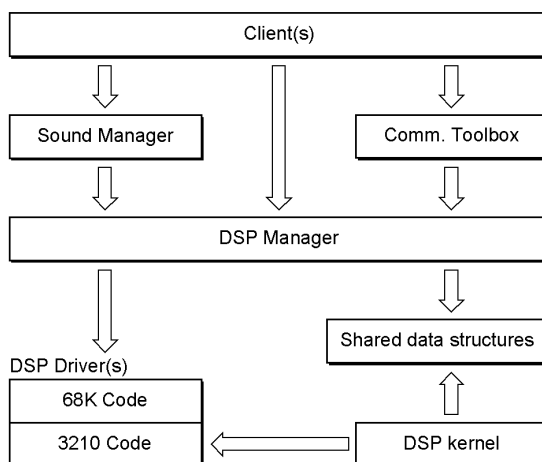 Client(s)
Sound Manager
Comm. Toolbox
DSP Manager
Shared data structures
DSP Driver(s)
68K Code
3210 Code
DSP kernel